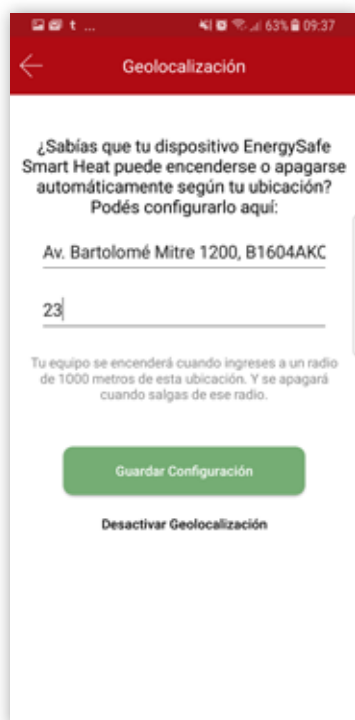 t ... 63% 09:37
Geolocalización
¿Sabías que tu dispositivo EnergySafe
Smart Heat puede encenderse o apagarse
automáticamente según tu ubicación?
Podés configurarlo aquí:
Av. Bartolomé Mitre 1200, B1604AKC
23
Tu equipo se encenderá cuando ingreses a un radio
de 1000 metros de esta ubicación. Y se apagará
cuando salgas de ese radio.
Guardar Configuración
Desactivar Geolocalización